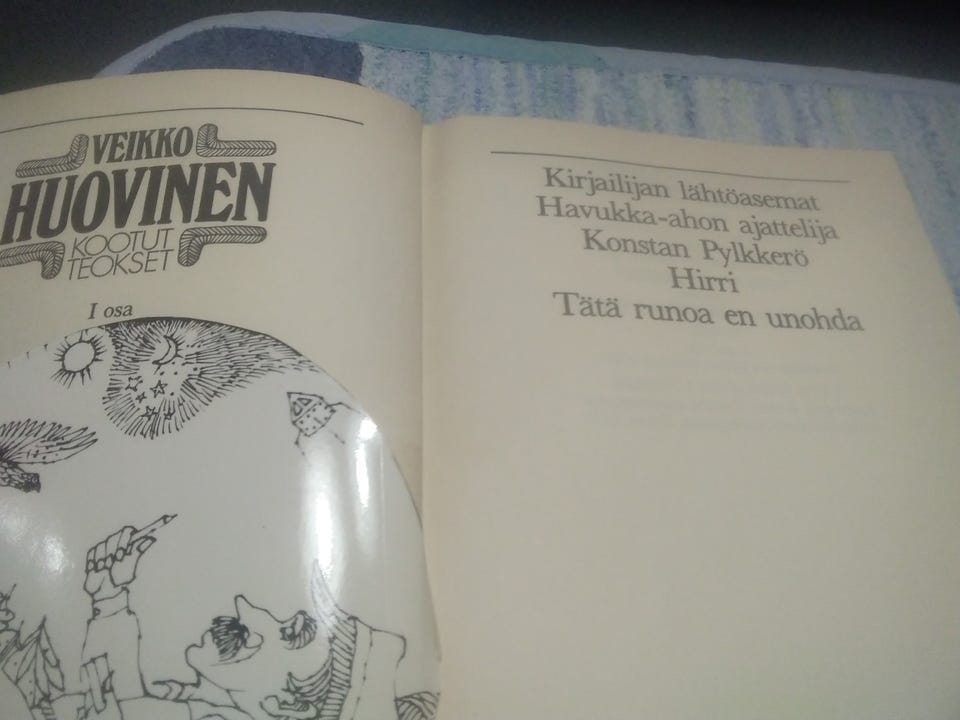 VEIKKO
HUOVINEN
KOOTUT
TEOKSET
I osa
Kirjailijan lähtöasemat
Havukka-ahon ajattelija
Konstan Pylkkerö
Hirri
Tätä runoa en unohda